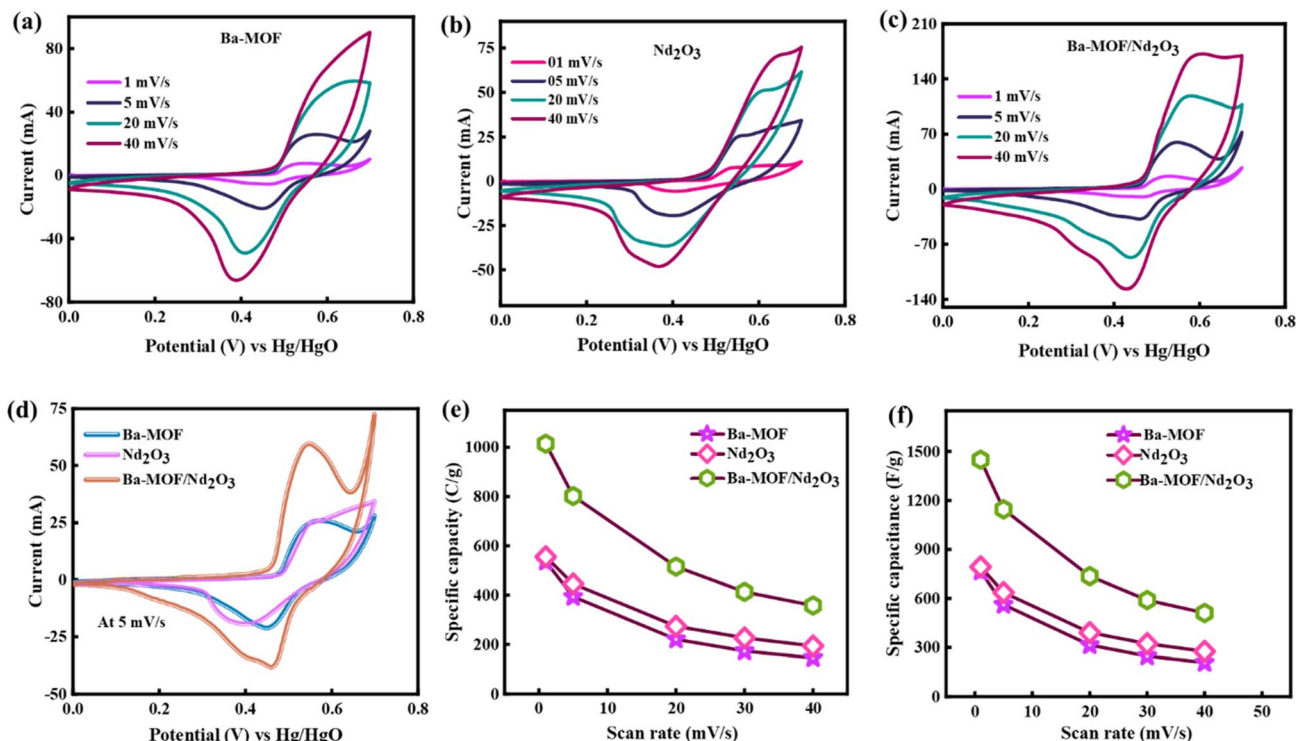 (a)
Ba-MOF
1 mV/s
5 mV/s
20 mV/s
40 mV/s
80
40
0
-40
-80
Current (mA)
0.0 0.2 0.4 0.6 0.8
Potential (V) vs Hg/HgO
(b)
Nd2O3
01 mV/s
05 mV/s
20 mV/s
40 mV/s
75
50
25
0
-25
-50
Current (mA)
0.0 0.2 0.4 0.6 0.8
Potential (V) vs Hg/HgO
(c)
Ba-MOF/Nd2O3
1 mV/s
5 mV/s
20 mV/s
40 mV/s
210
140
70
0
-70
-140
Current (mA)
0.0 0.2 0.4 0.6 0.8
Potential (V) vs Hg/HgO
(d)
Ba-MOF
Nd2O3
Ba-MOF/Nd2O3
At 5 mV/s
75
50
25
0
-25
-50
Current (mA)
0.0 0.2 0.4 0.6 0.8
Potential (V) vs Hg/HgO
(e)
Ba-MOF
Nd2O3
Ba-MOF/Nd2O3
1000
800
600
400
200
0
Specific capacity (C/g)
0 10 20 30 40
Scan rate (mV/s)
(f)
Ba-MOF
Nd2O3
Ba-MOF/Nd2O3
1500
1200
900
600
300
0
Specific capacitance (F/g)
0 10 20 30 40 50
Scan rate (mV/s)